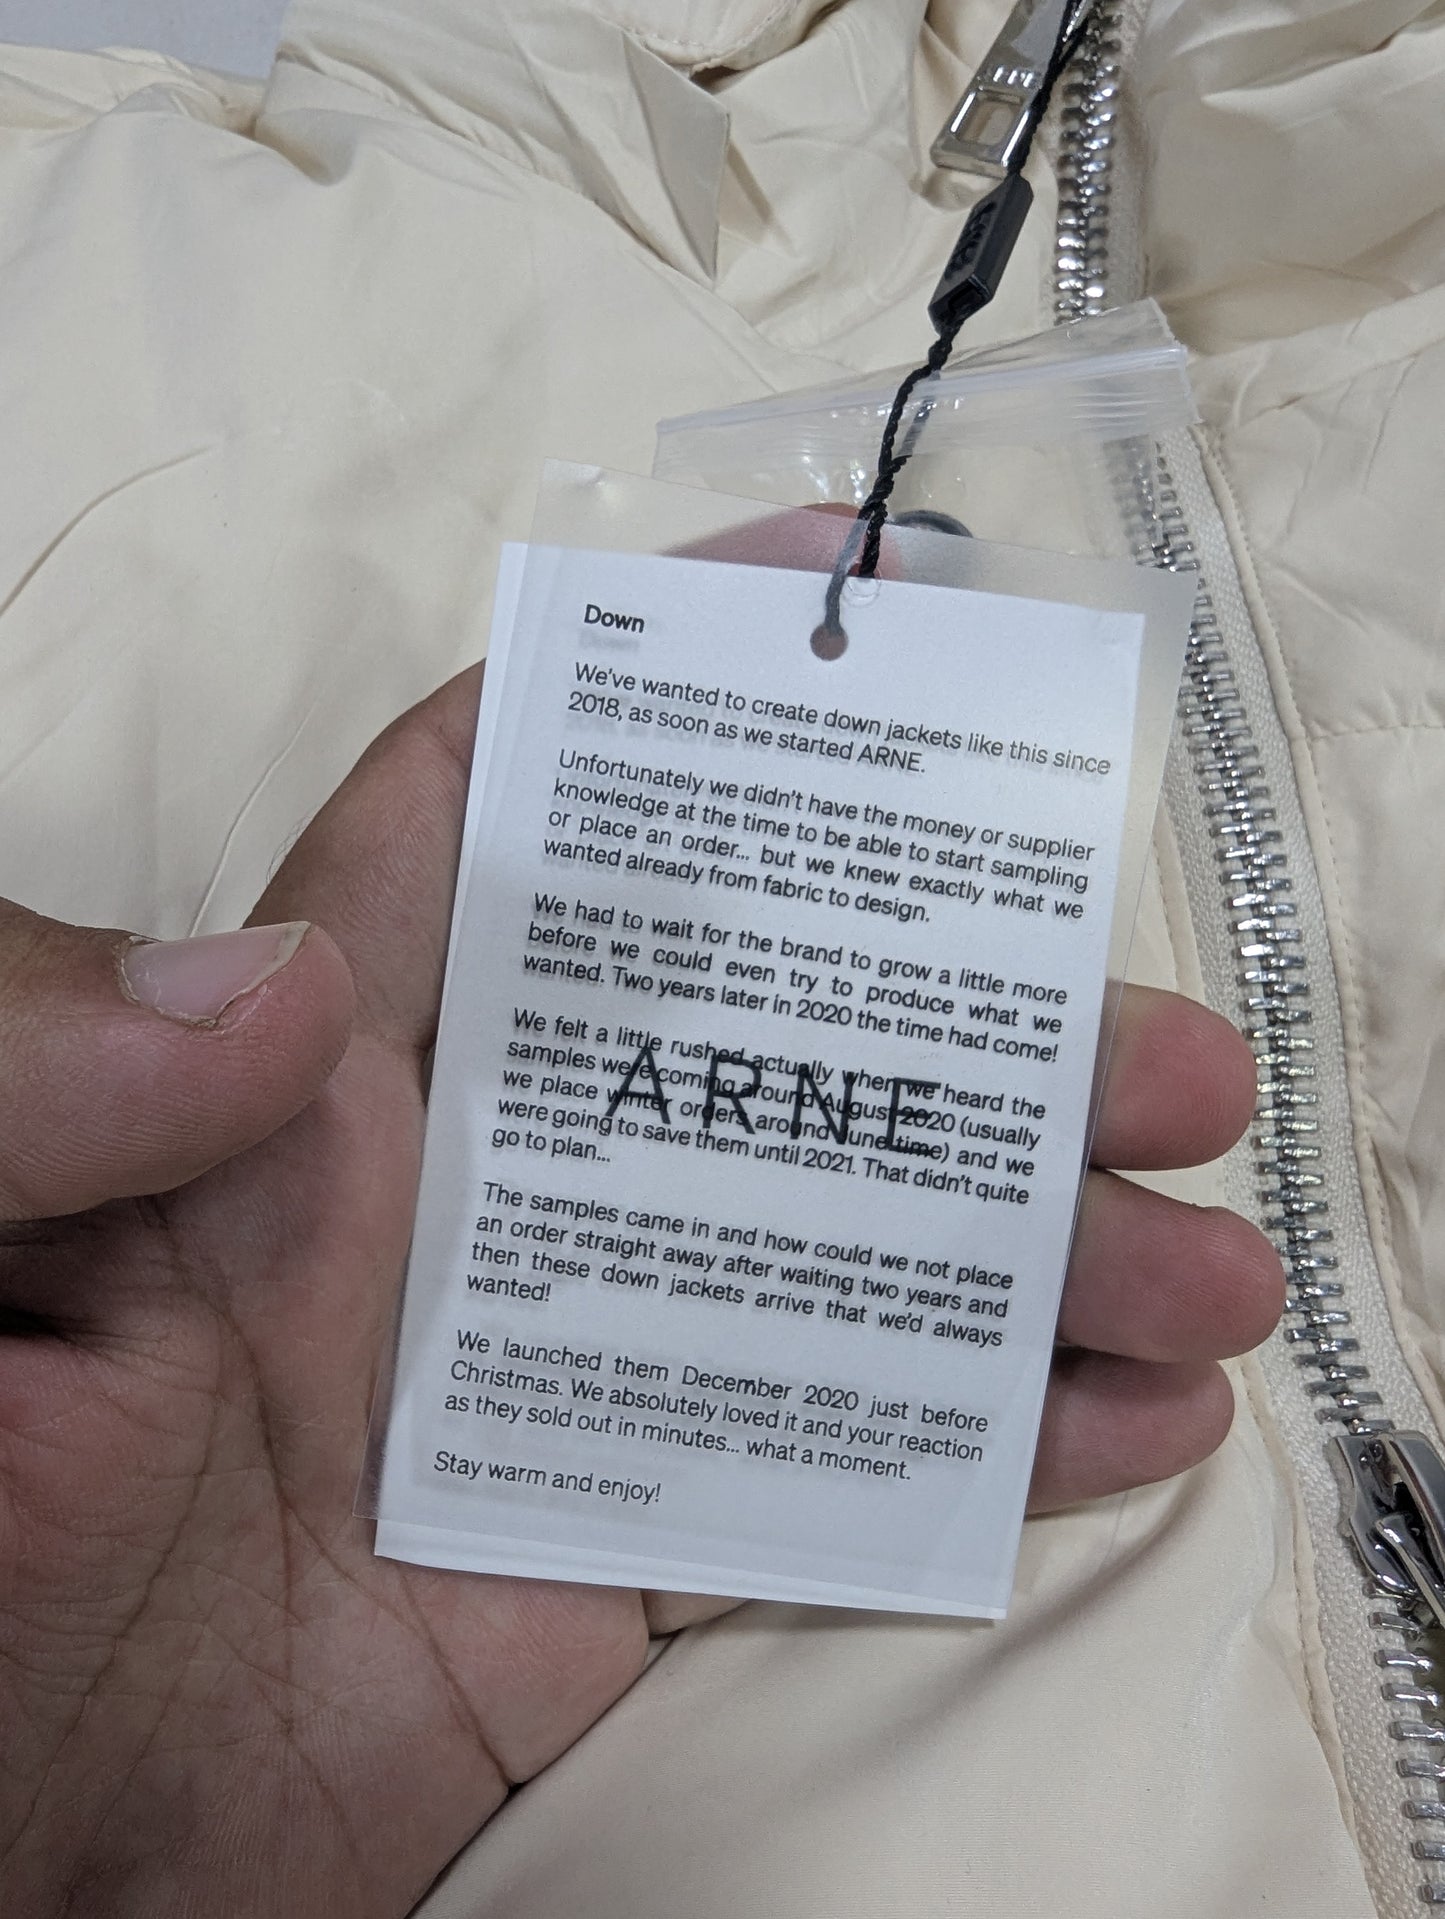 Down
We've wanted to create down jackets like this since
2018, as soon as we started ARNE.
Unfortunately we didn't have the money or supplier
knowledge at the time to be able to start sampling
or place an order... but we knew exactly what we
wanted already from fabric to design.
We had to wait for the brand to grow a little more
before we could even try to produce what we
wanted. Two years later in 2020 the time had come!
We felt a little rushed actually when we heard the
samples were coming around August 2020 (usually
we place winter orders around June time) and we
were going to save them until 2021. That didn't quite
go to plan...
ARNE
The samples came in and how could we not place
an order straight away after waiting two years and
then these down jackets arrive that we'd always
wanted!
We launched them December 2020 just before
Christmas. We absolutely loved it and your reaction
as they sold out in minutes... what a moment.
Stay warm and enjoy!